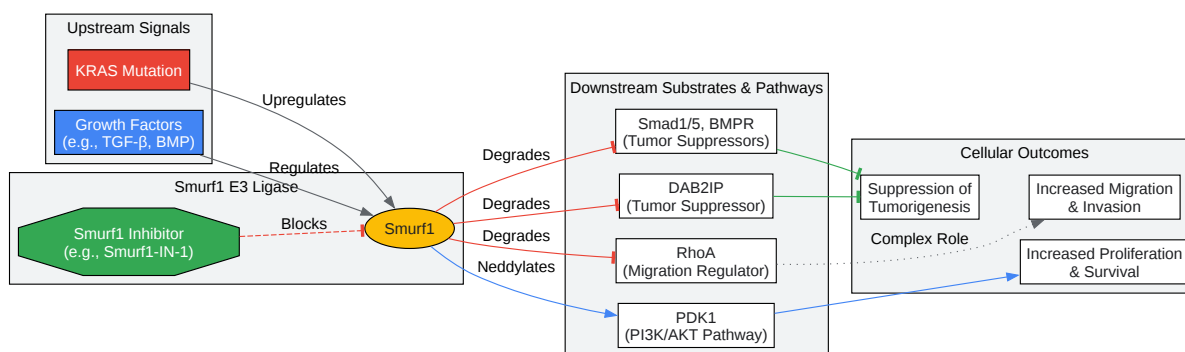 Upstream Signals
KRAS Mutation
Growth Factors
(e.g., TGF-β, BMP)
Upregulates
Regulates
Smurf1 E3 Ligase
Smurf1 Inhibitor
(e.g., Smurf1-IN-1)
Blocks
Smurf1
Degrades
Degrades
Degrades
Neddylates
Downstream Substrates & Pathways
Smad1/5, BMPR
(Tumor Suppressors)
DAB2IP
(Tumor Suppressor)
RhoA
(Migration Regulator)
PDK1
(PI3K/AKT Pathway)
Complex Role
Cellular Outcomes
Suppression of
Tumorigenesis
Increased Migration
& Invasion
Increased Proliferation
& Survival